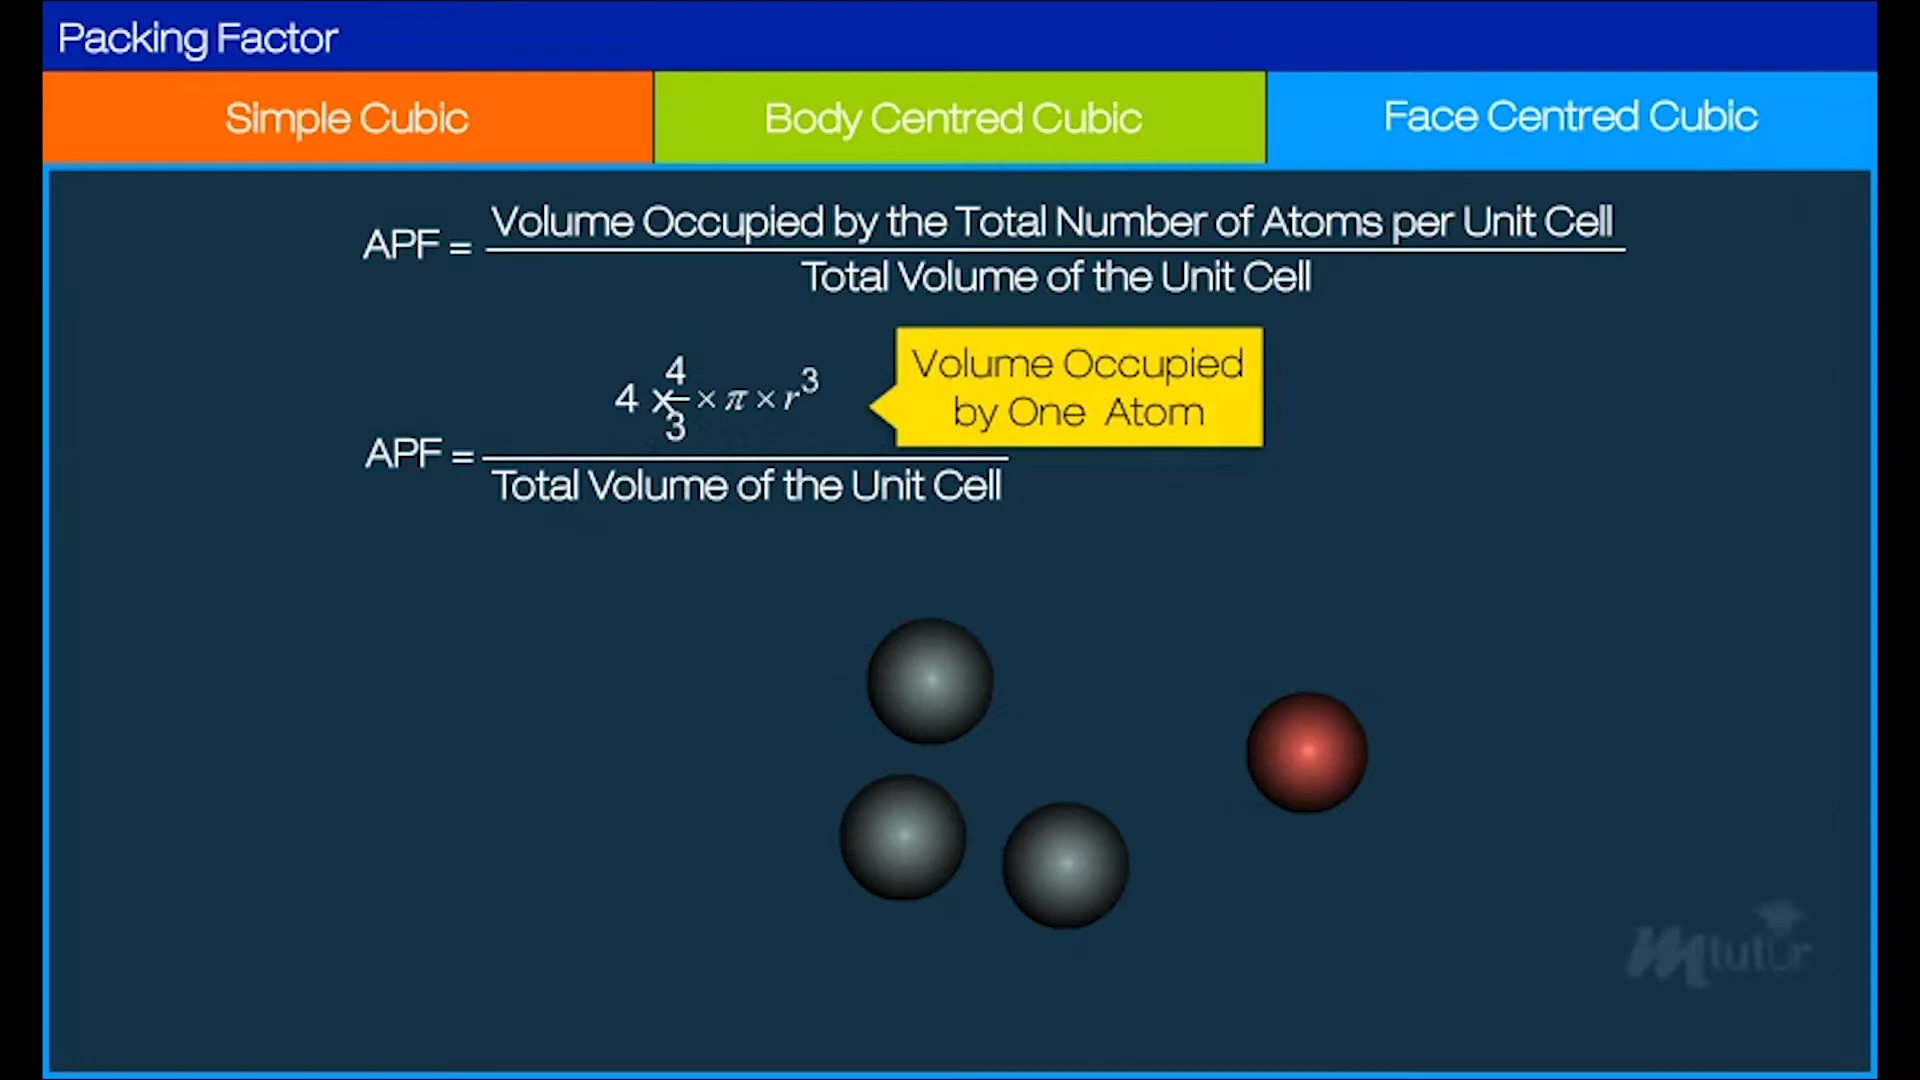 Packing Factor
Simple Cubic
Body Centred Cubic
Face Centred Cubic
APF = Volume Occupied by the Total Number of Atoms per Unit Cell
Total Volume of the Unit Cell
APF = 4 × 4/3 × π × r³
Total Volume of the Unit Cell
Volume Occupied
by One Atom
mtutor